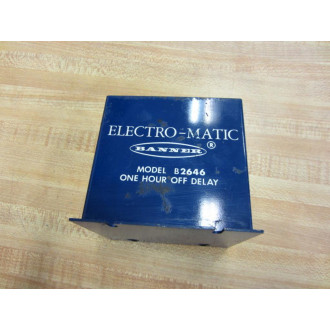 ELECTRO-MATIC
BANNER ®
MODEL B2646
ONE HOUR OFF DELAY